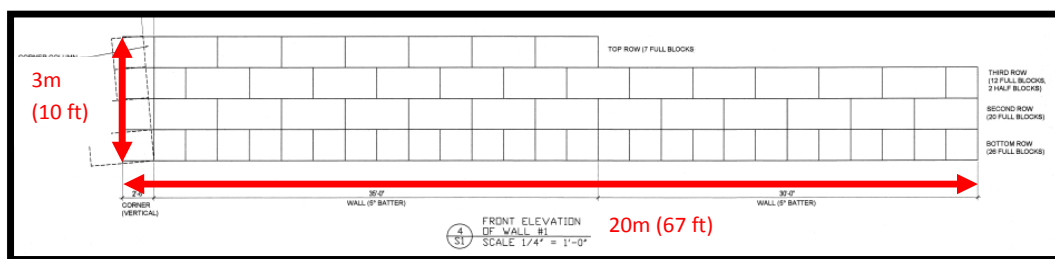 TOP ROW (7 FULL BLOCKS
3m
(10 ft)
THIRD ROW
(12 FULL BLOCKS,
2 HALF BLOCKS)
SECOND ROW
(20 FULL BLOCKS)
BOTTOM ROW
(26 FULL BLOCKS)
35'-0"
30'-0"
CORNER
(VERTICAL)
WALL (5° BATTER)
WALL (5° BATTER)
4
S1
FRONT ELEVATION
OF WALL #1
SCALE 1/4" = 1'-0"
20m (67 ft)